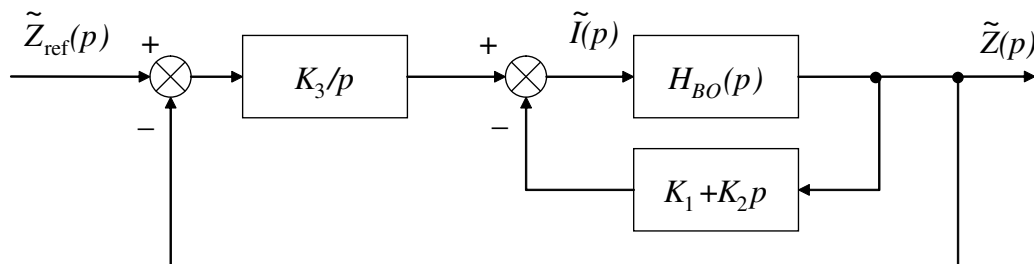 Z̃ref(p)
+
−
K3/p
+
−
Ĩ(p)
HBO(p)
K1+K2p
Z̃(p)